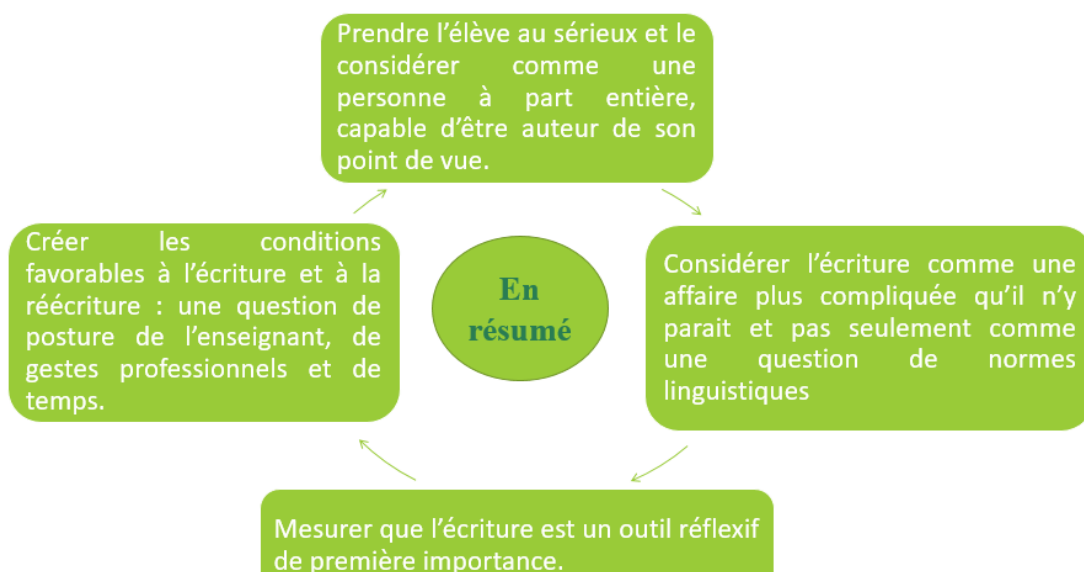 Prendre l’élève au sérieux et le
considérer comme une
personne à part entière,
capable d’être auteur de son
point de vue.
Créer les conditions
favorables à l’écriture et à la
réécriture : une question de
posture de l’enseignant, de
gestes professionnels et de
temps.
En
résumé
Considérer l’écriture comme une
affaire plus compliquée qu’il n’y
parait et pas seulement comme
une question de normes
linguistiques
Mesurer que l’écriture est un outil réflexif
de première importance.